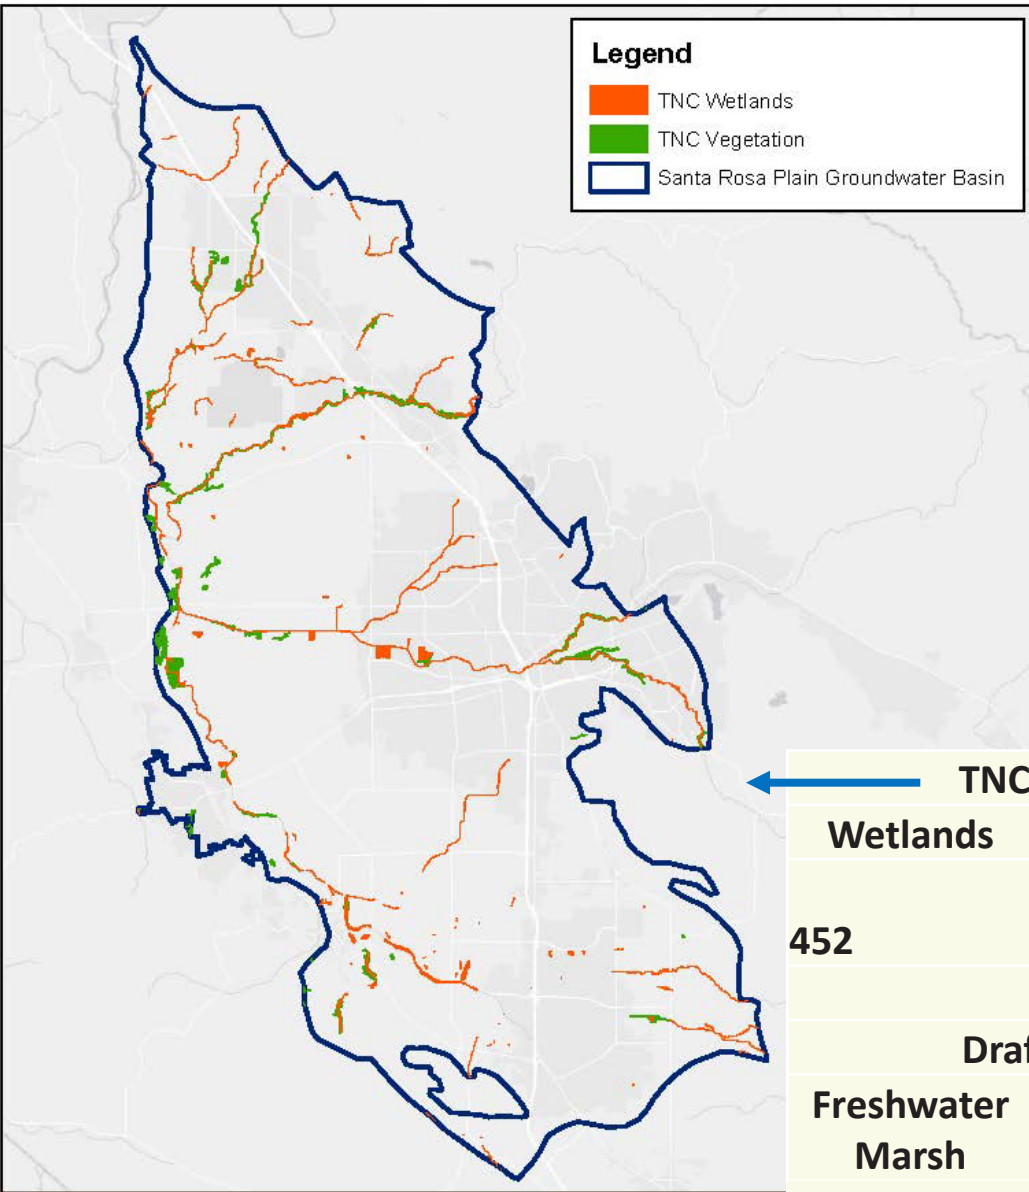 Legend
TNC Wetlands
TNC Vegetation
Santa Rosa Plain Groundwater Basin
TNC
Wetlands
452
Draf
Freshwater
Marsh